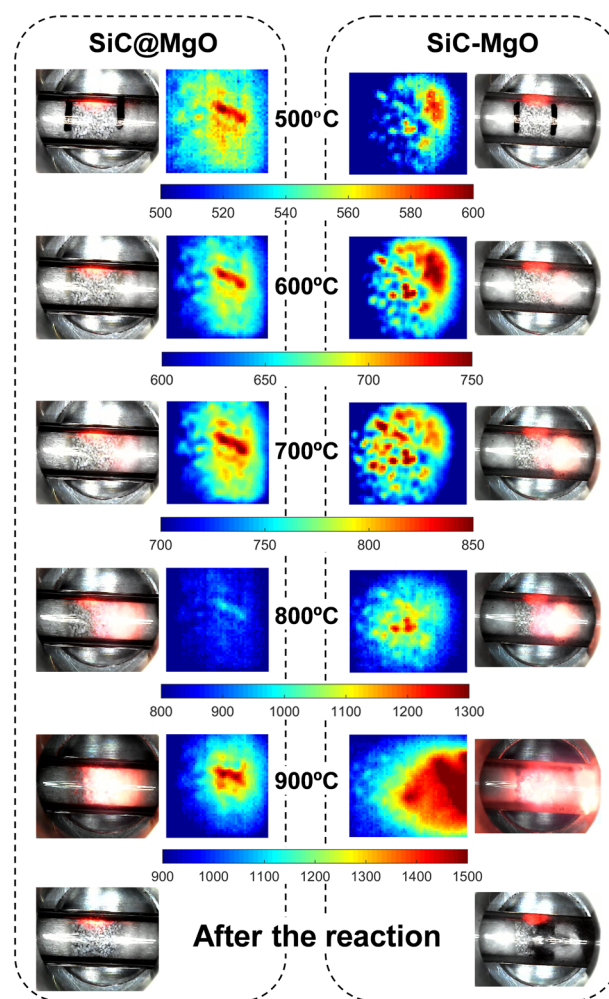 SiC@MgO SiC-MgO
500°C
500 520 540 560 580 600
600ºC
600 650 700 750
700ºC
700 750 800 850
800ºC
800 900 1000 1100 1200 1300
900ºC
900 1000 1100 1200 1300 1400 1500
After the reaction